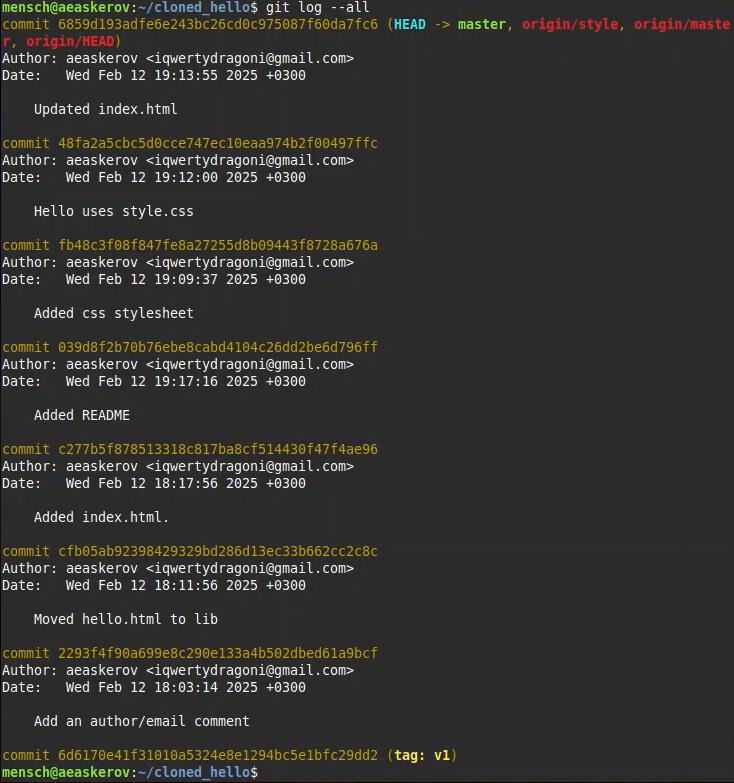 mensch@aeaskerov:~/cloned_hello$ git log --all
commit 6859d193adfe6e243bc26cd0c975087f60da7fc6 (HEAD -> master, origin/style, origin/maste
r, origin/HEAD)
Author: aeaskerov <iqwertydragoni@gmail.com>
Date:   Wed Feb 12 19:13:55 2025 +0300
    Updated index.html
commit 48fa2a5cbc5d0cce747ec10eaa974b2f00497ffc
Author: aeaskerov <iqwertydragoni@gmail.com>
Date:   Wed Feb 12 19:12:00 2025 +0300
    Hello uses style.css
commit fb48c3f08f847fe8a27255d8b09443f8728a676a
Author: aeaskerov <iqwertydragoni@gmail.com>
Date:   Wed Feb 12 19:09:37 2025 +0300
    Added css stylesheet
commit 039d8f2b70b76ebe8cabd4104c26dd2be6d796ff
Author: aeaskerov <iqwertydragoni@gmail.com>
Date:   Wed Feb 12 19:17:16 2025 +0300
    Added README
commit c277b5f878513318c817ba8cf514430f47f4ae96
Author: aeaskerov <iqwertydragoni@gmail.com>
Date:   Wed Feb 12 18:17:56 2025 +0300
    Added index.html.
commit cfb05ab92398429329bd286d13ec33b662cc2c8c
Author: aeaskerov <iqwertydragoni@gmail.com>
Date:   Wed Feb 12 18:11:56 2025 +0300
    Moved hello.html to lib
commit 2293f4f90a699e8c290e133a4b502dbed61a9bcf
Author: aeaskerov <iqwertydragoni@gmail.com>
Date:   Wed Feb 12 18:03:14 2025 +0300
    Add an author/email comment
commit 6d6170e41f31010a5324e8e1294bc5e1bfc29dd2 (tag: v1)
mensch@aeaskerov:~/cloned_hello$